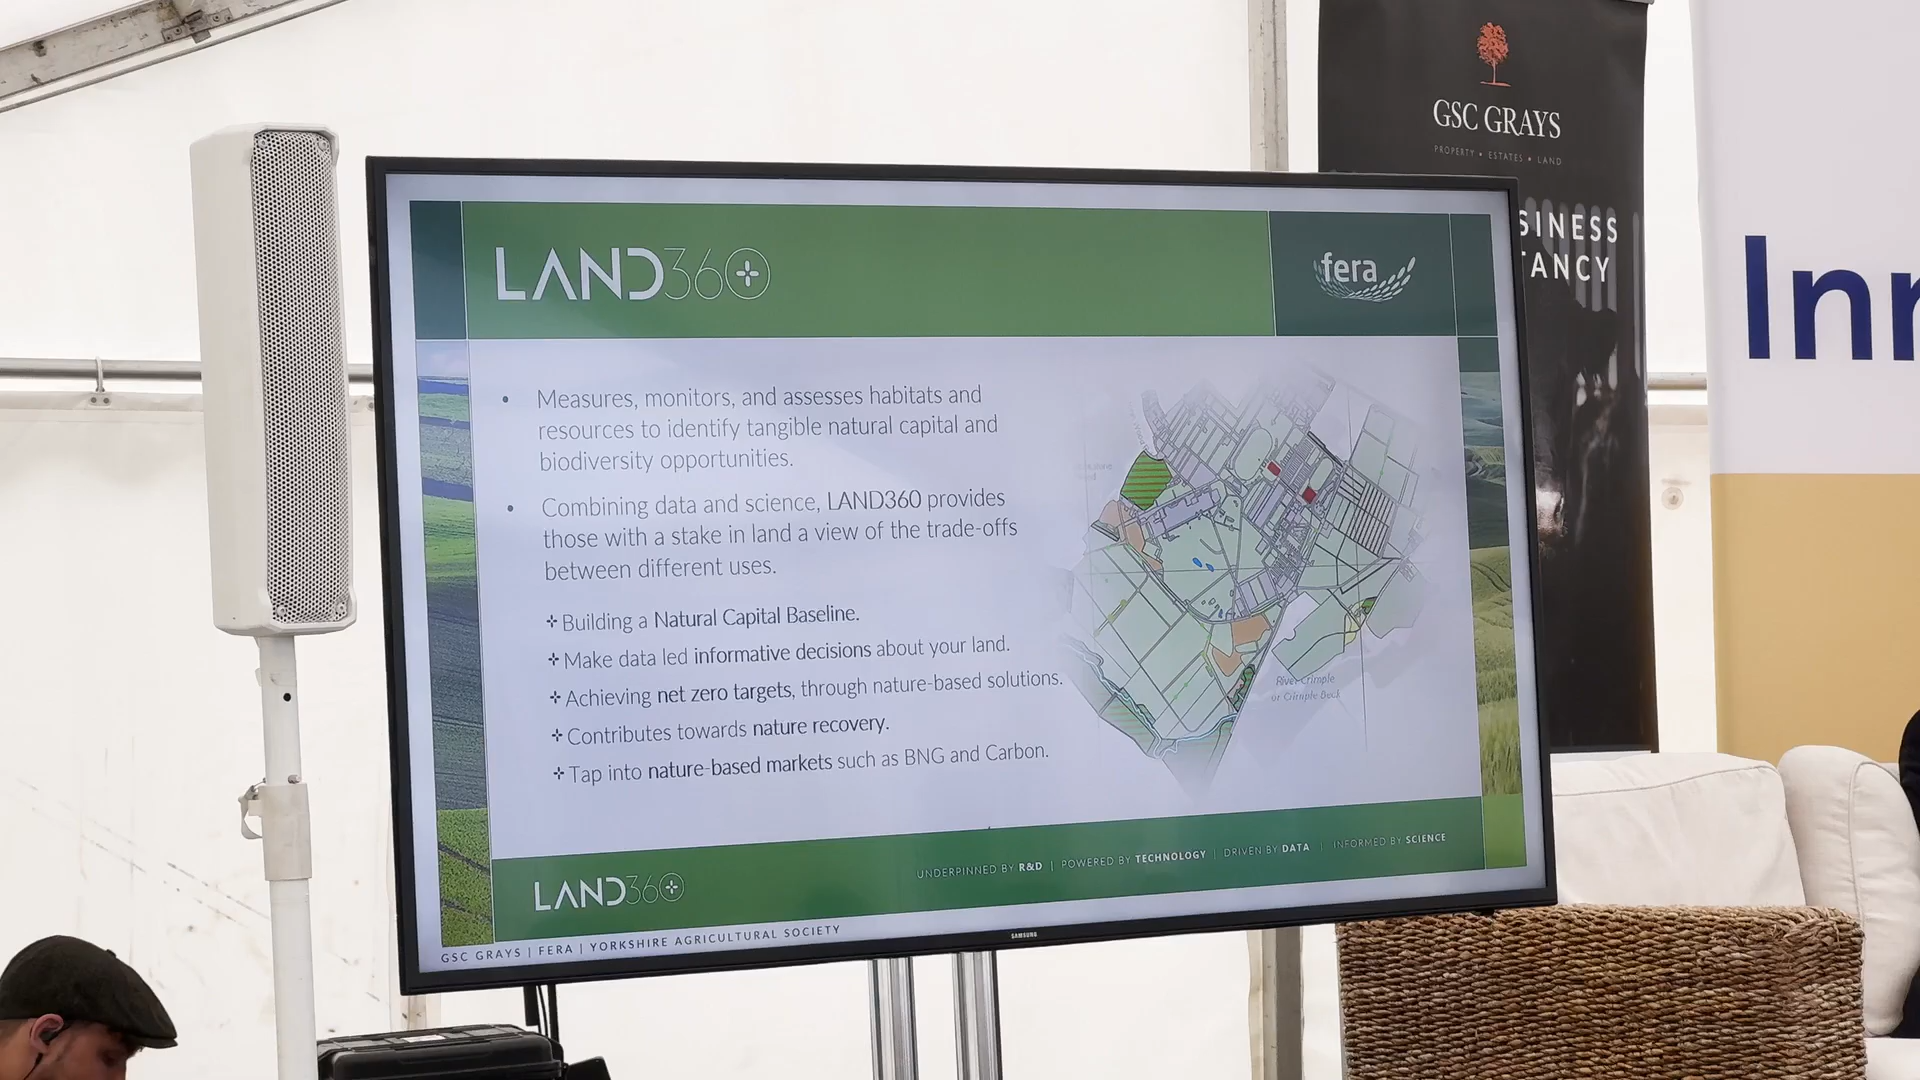 GSC GRAYS
PROPERTY • ESTATES • LAND
SINESS
TANCY
LAND360
fera
• Measures, monitors, and assesses habitats and
resources to identify tangible natural capital and
biodiversity opportunities.
• Combining data and science, LAND360 provides
those with a stake in land a view of the trade-offs
between different uses.
Building a Natural Capital Baseline.
Make data led informative decisions about your land.
Achieving net zero targets, through nature-based solutions.
Contributes towards nature recovery.
Tap into nature-based markets such as BNG and Carbon.
River Crimple
or Crimple Beck
UNDERPINNED BY R&D | POWERED BY TECHNOLOGY | DRIVEN BY DATA | INFORMED BY SCIENCE
LAND360
GSC GRAYS | FERA | YORKSHIRE AGRICULTURAL SOCIETY
SAMSUNG